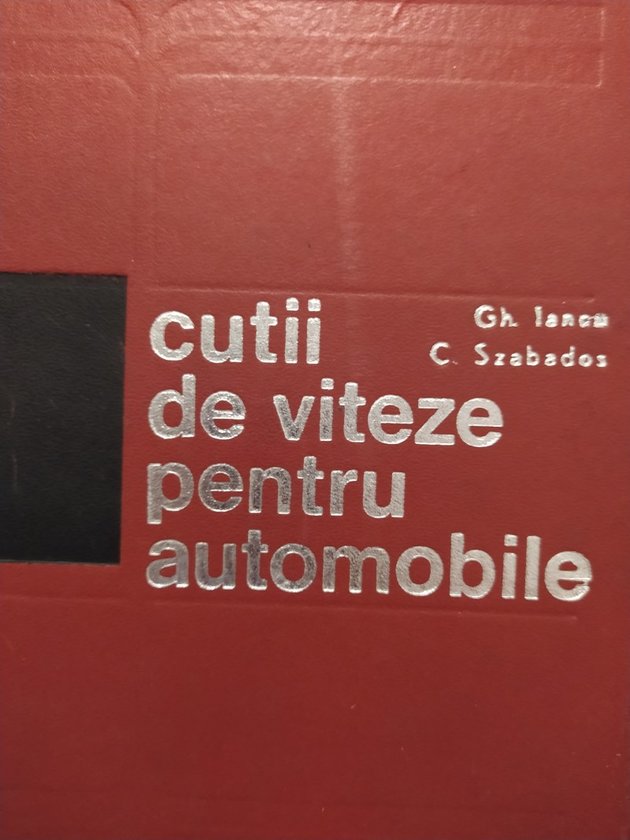 cutii
de viteze
pentru
automobile
Gh. Iancu
C. Szabados